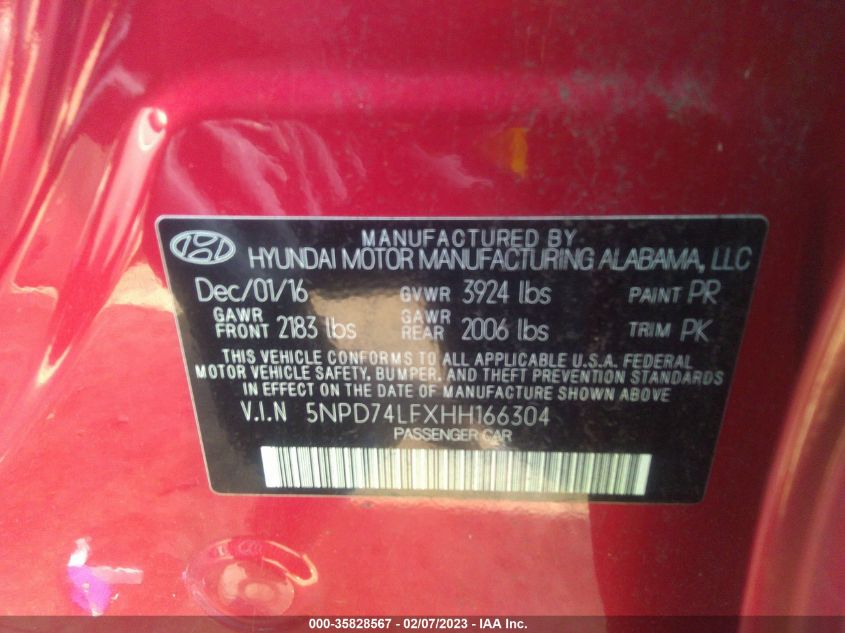 MANUFACTURED BY
HYUNDAI MOTOR MANUFACTURING ALABAMA, LLC
Dec/01/16 GVWR 3924 lbs PAINT PR
GAWR FRONT 2183 lbs GAWR REAR 2006 lbs TRIM PK
THIS VEHICLE CONFORMS TO ALL APPLICABLE U.S.A. FEDERAL
MOTOR VEHICLE SAFETY, BUMPER, AND THEFT PREVENTION STANDARDS
IN EFFECT ON THE DATE OF MANUFACTURE SHOWN ABOVE
V.I.N 5NPD74LFXHH166304
PASSENGER CAR
000-35828567 - 02/07/2023 - IAA Inc.